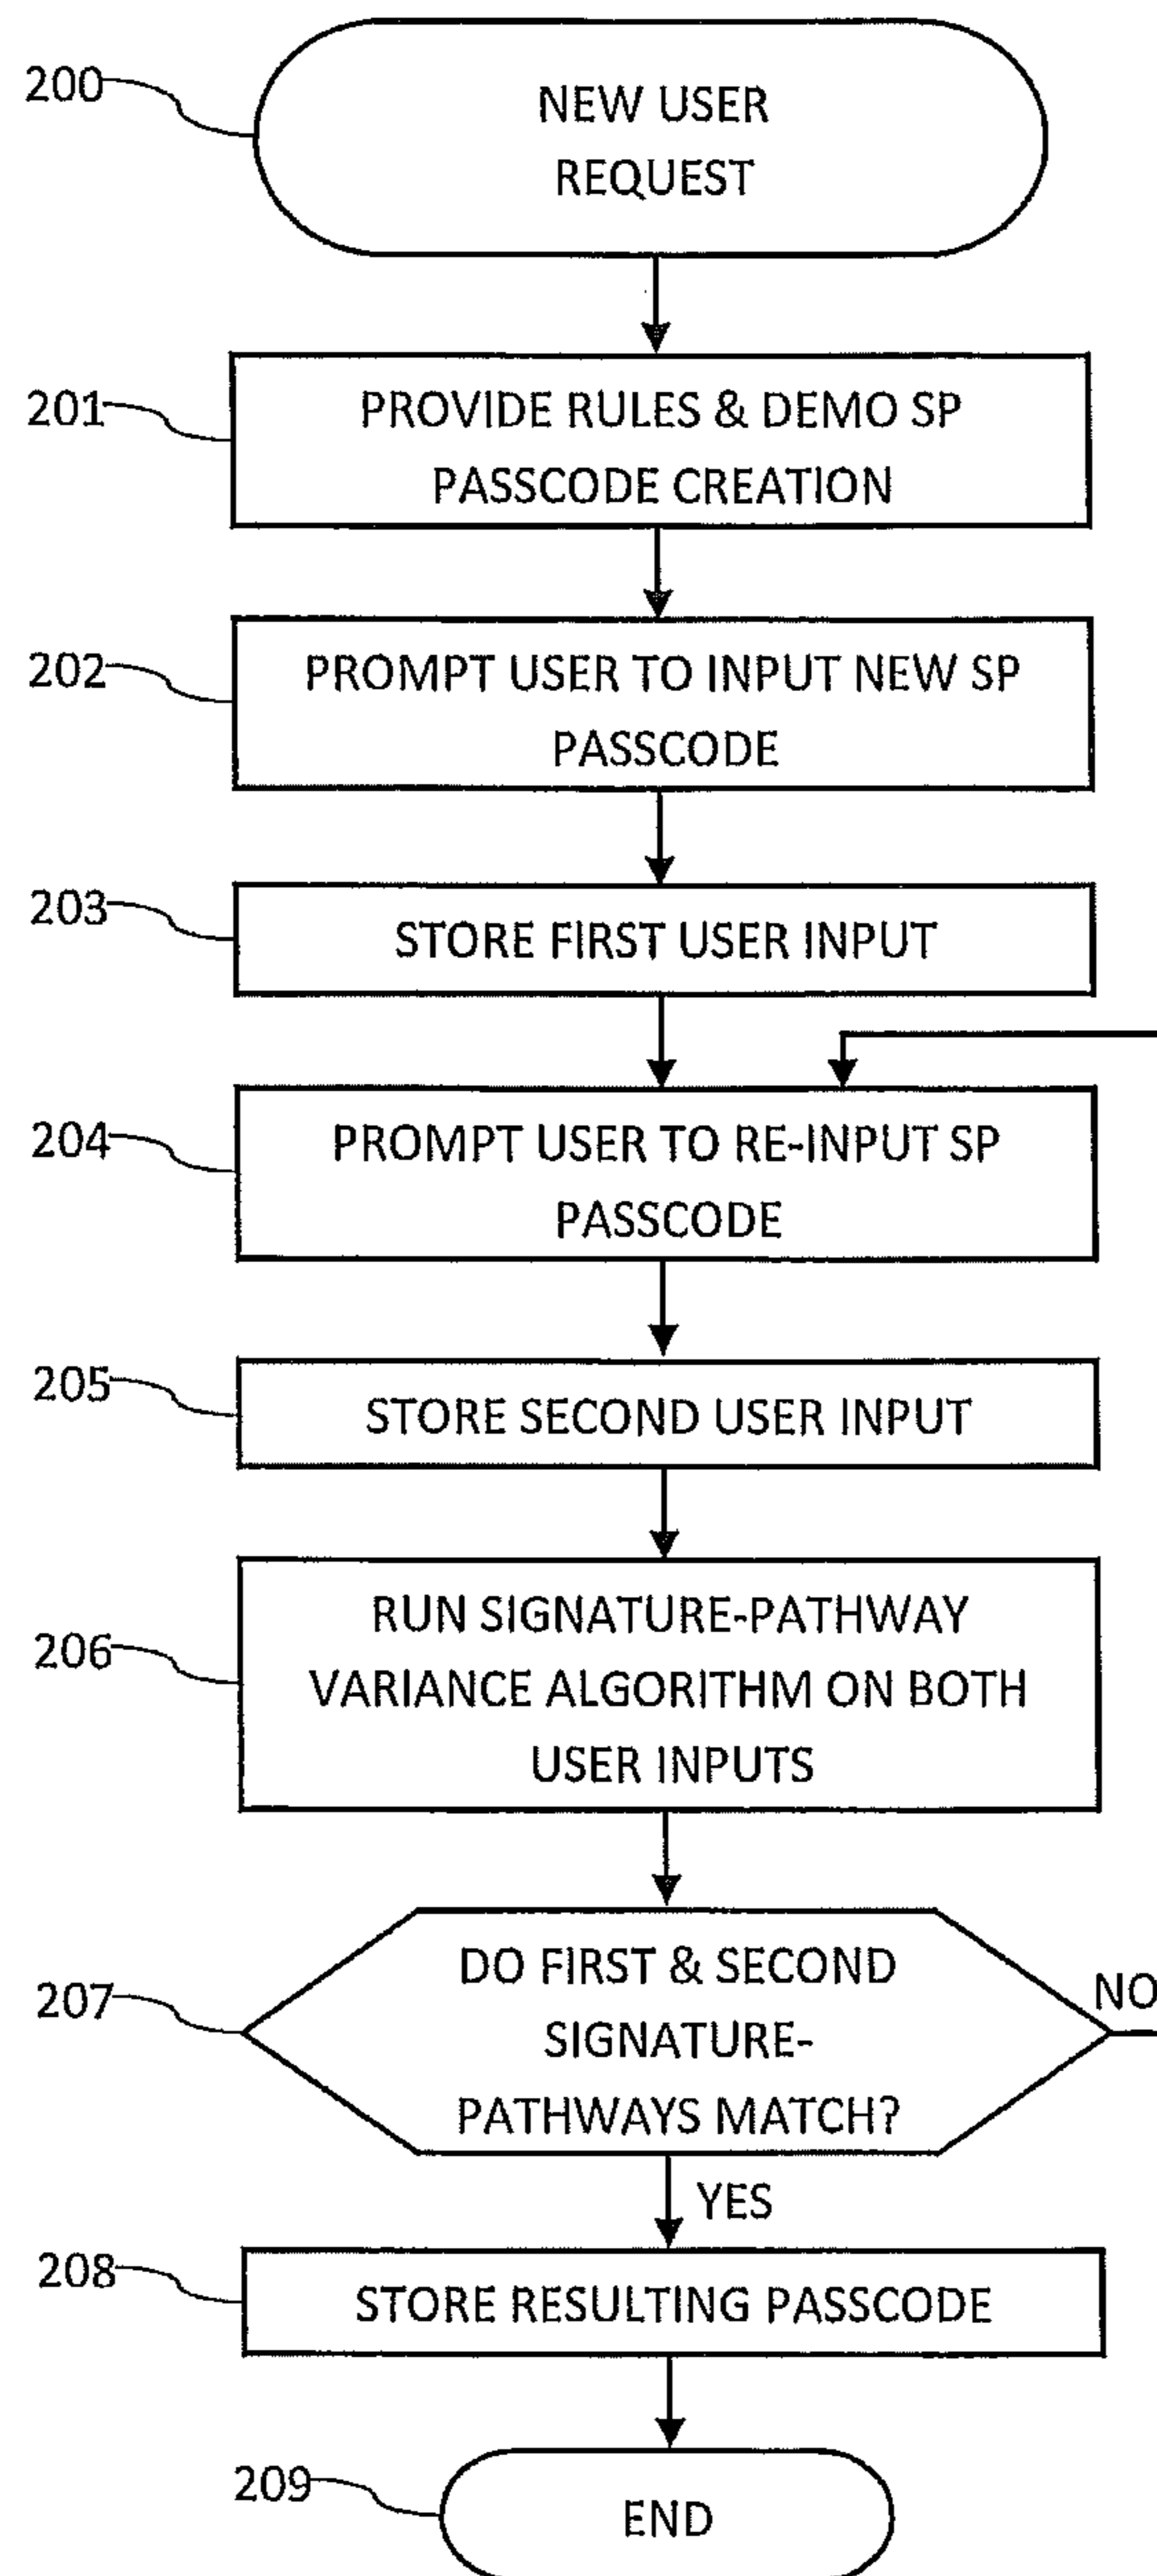 200
NEW USER
REQUEST
201
PROVIDE RULES & DEMO SP
PASSCODE CREATION
202
PROMPT USER TO INPUT NEW SP
PASSCODE
203
STORE FIRST USER INPUT
204
PROMPT USER TO RE-INPUT SP
PASSCODE
205
STORE SECOND USER INPUT
206
RUN SIGNATURE-PATHWAY
VARIANCE ALGORITHM ON BOTH
USER INPUTS
207
DO FIRST & SECOND
SIGNATURE-
PATHWAYS MATCH?
NO
YES
208
STORE RESULTING PASSCODE
209
END